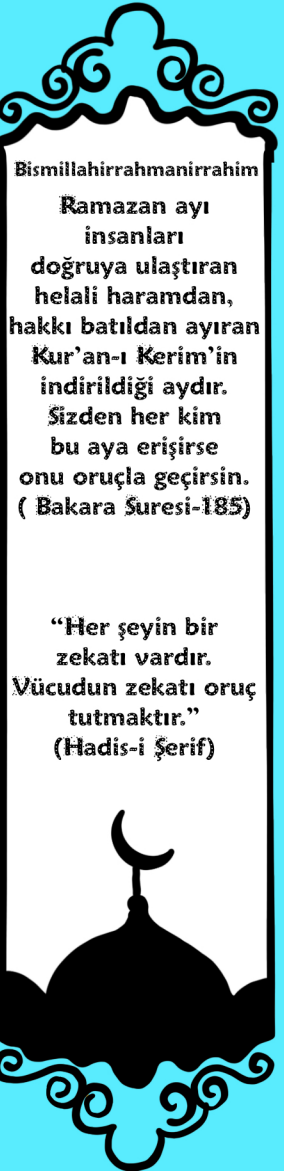 Bismillahirrahmanirrahim
Ramazan ayı
insanları
doğruya ulaştıran
helali haramdan,
hakkı batıldan ayıran
Kur’an-ı Kerim’in
indirildiği aydır.
Sizden her kim
bu aya erişirse
onu oruçla geçirsin.
( Bakara Suresi-185)
“Her şeyin bir
zekatı vardır.
Vücudun zekatı oruç
tutmaktır.”
(Hadis-i Şerif)